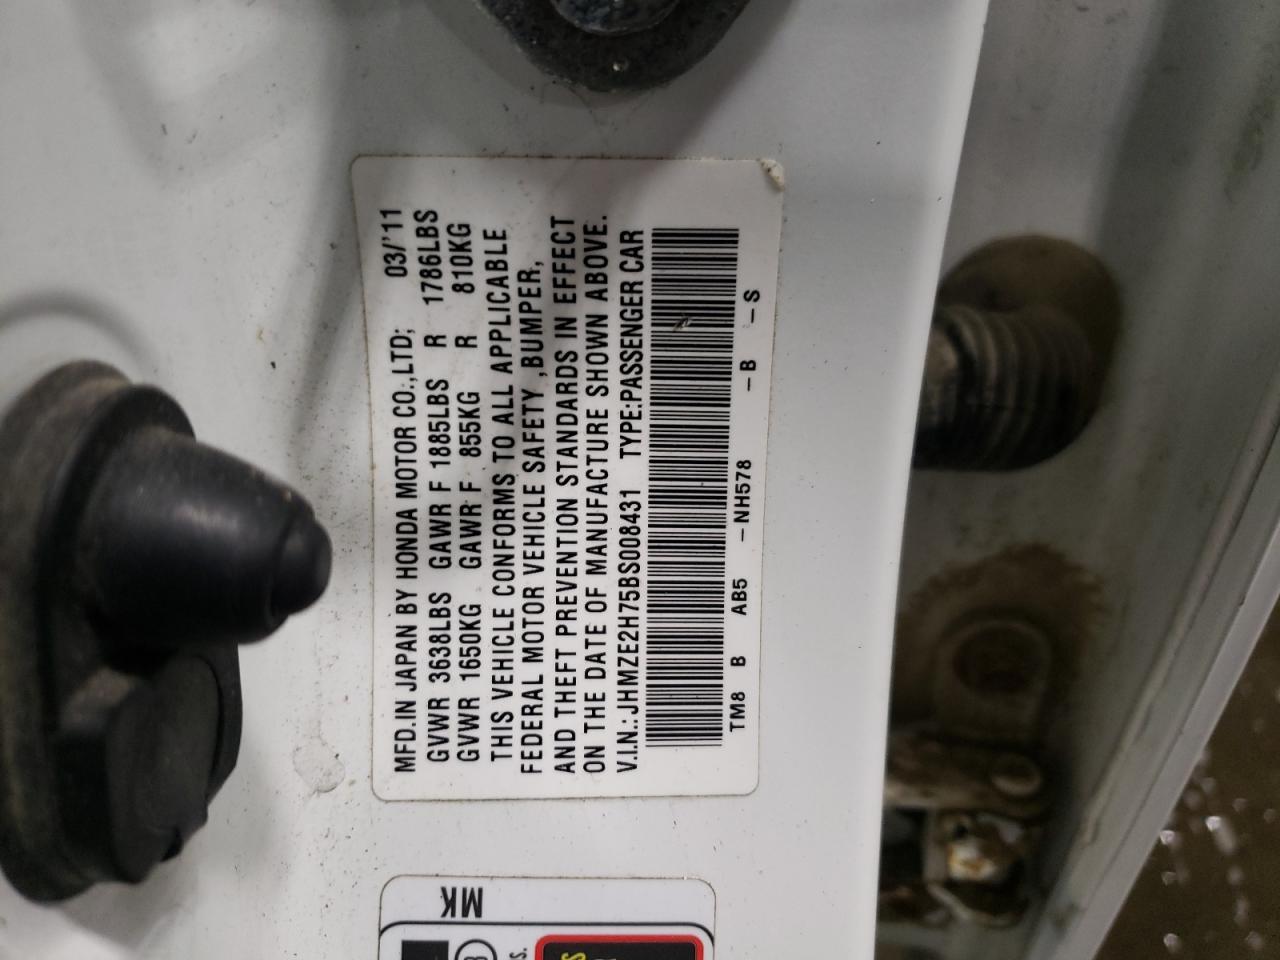 MFD.IN JAPAN BY HONDA MOTOR CO.,LTD; 03/'11
GVWR 3638LBS GAWR F 1885LBS R 1786LBS
GVWR 1650KG GAWR F 855KG R 810KG
THIS VEHICLE CONFORMS TO ALL APPLICABLE
FEDERAL MOTOR VEHICLE SAFETY ,BUMPER,
AND THEFT PREVENTION STANDARDS IN EFFECT
ON THE DATE OF MANUFACTURE SHOWN ABOVE.
V.I.N.: JHMZE2H75BS008431 TYPE:PASSENGER CAR
TM8 B AB5 -NH578 -B -S
MK